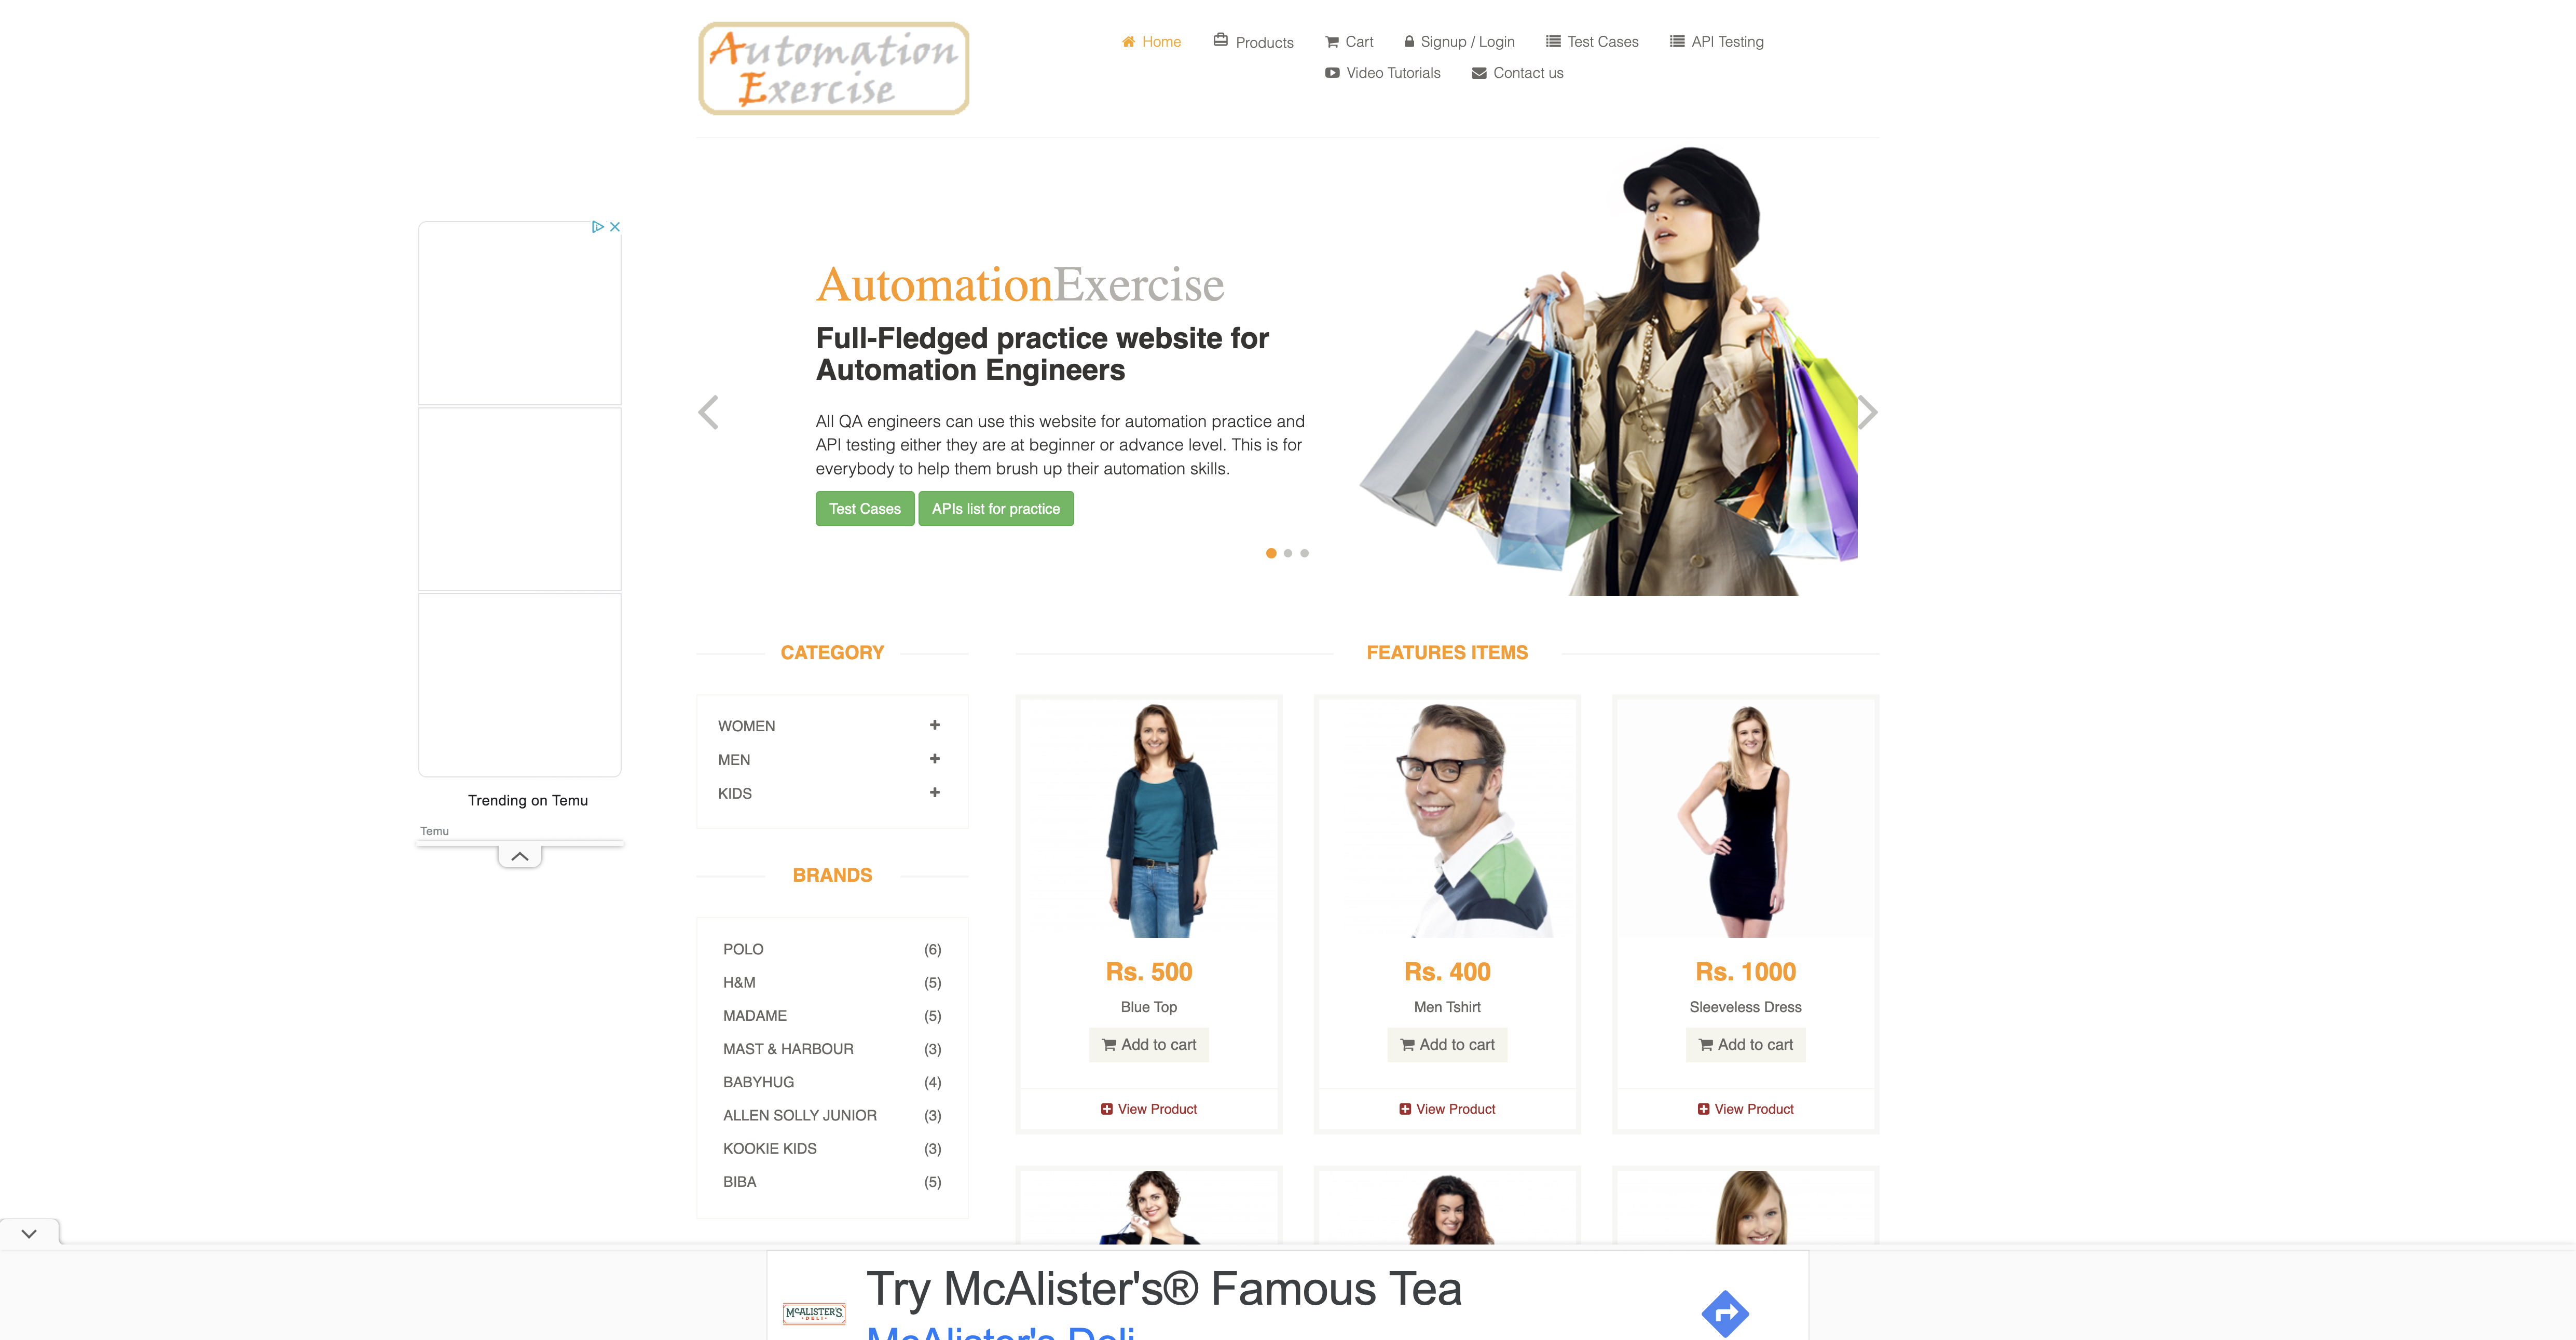 Automation
Exercise
Home
Products
Cart
Signup / Login
Test Cases
API Testing
Video Tutorials
Contact us
AutomationExercise
Full-Fledged practice website for
Automation Engineers
All QA engineers can use this website for automation practice and
API testing either they are at beginner or advance level. This is for
everybody to help them brush up their automation skills.
Test Cases
APIs list for practice
Trending on Temu
Temu
CATEGORY
WOMEN
MEN
KIDS
BRANDS
POLO (6)
H&M (5)
MADAME (5)
MAST & HARBOUR (3)
BABYHUG (4)
ALLEN SOLLY JUNIOR (3)
KOOKIE KIDS (3)
BIBA (5)
FEATURES ITEMS
Rs. 500
Blue Top
Add to cart
View Product
Rs. 400
Men Tshirt
Add to cart
View Product
Rs. 1000
Sleeveless Dress
Add to cart
View Product
McALISTER'S
DELI
Try McAlister's® Famous Tea
McAlister's Deli